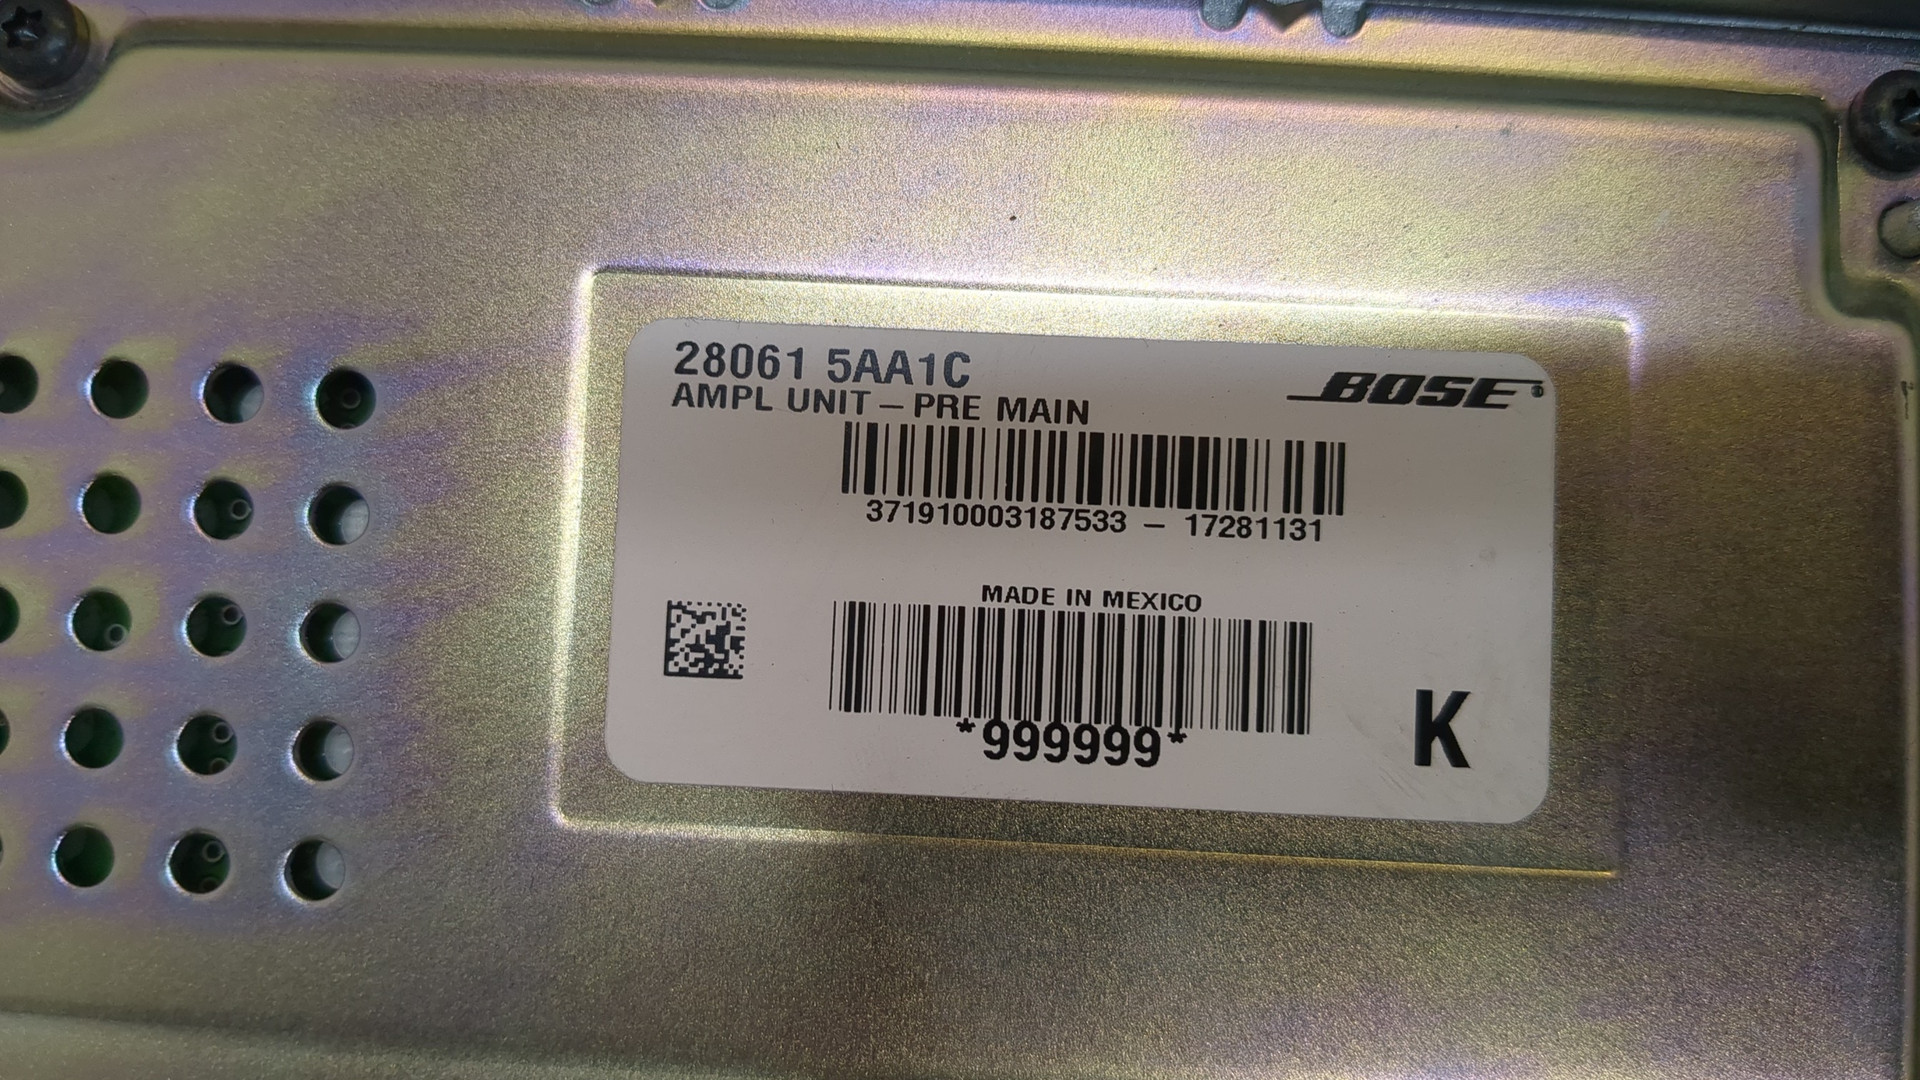 28061 5AA1C
BOSE®
AMPL UNIT – PRE MAIN
371910003187533 – 17281131
MADE IN MEXICO
*999999*
K